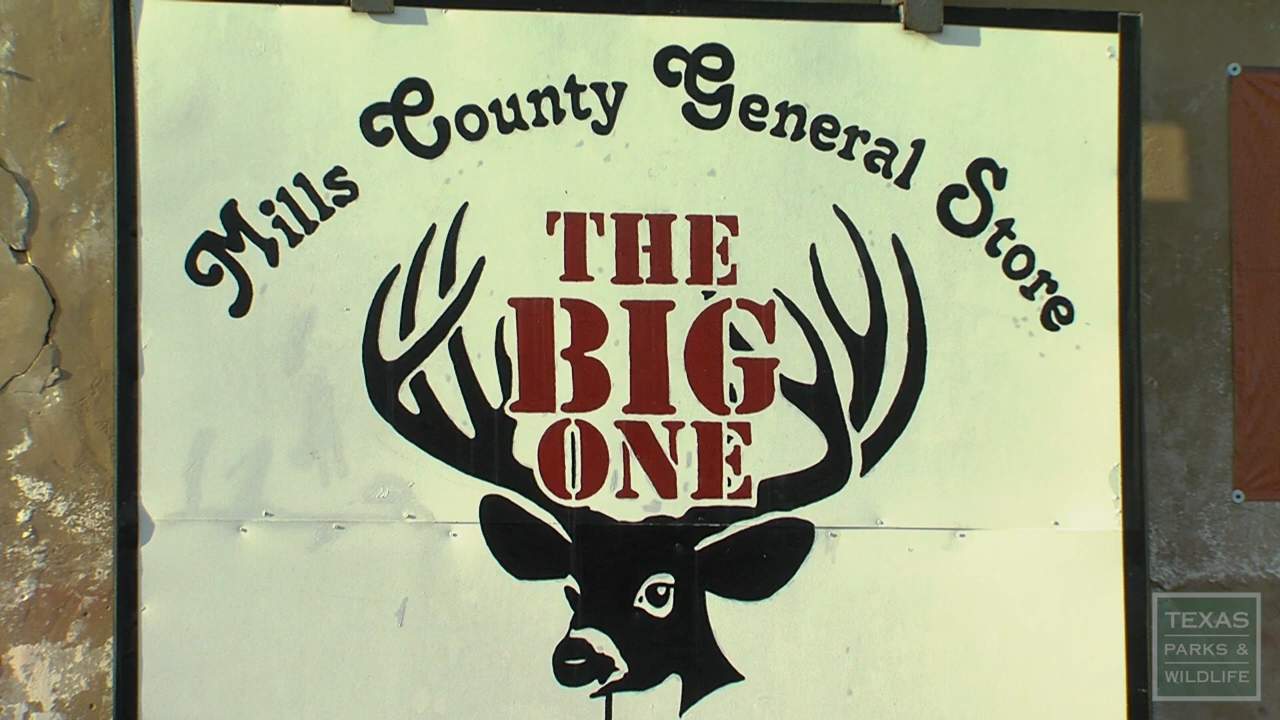 Mills County General Store
THE
BIG
ONE
TEXAS
PARKS &
WILDLIFE